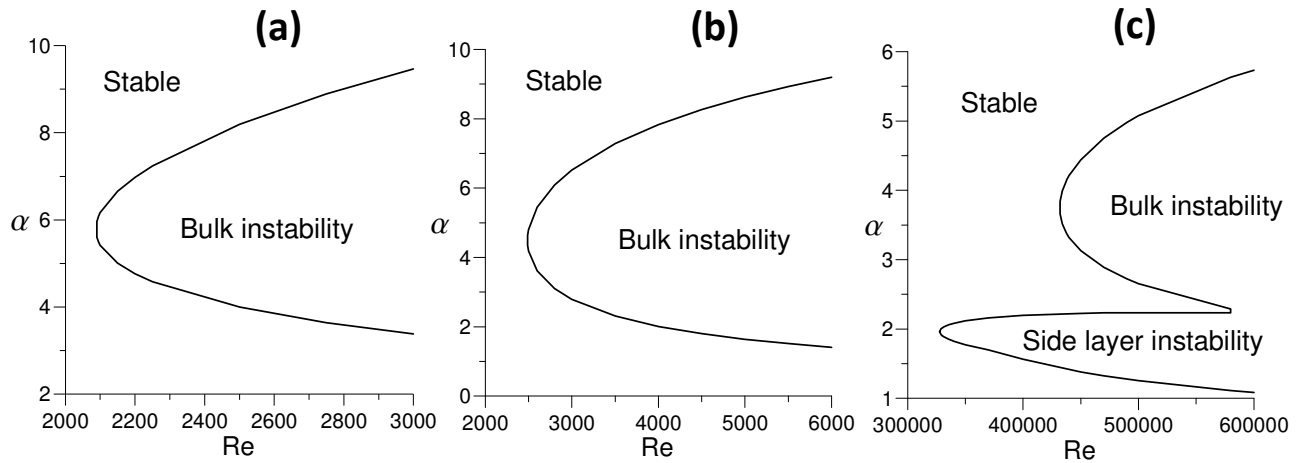 (a)
10
8
6
4
2
α
Stable
Bulk instability
2000 2200 2400 2600 2800 3000
Re
(b)
10
8
6
4
2
0
α
Stable
Bulk instability
2000 3000 4000 5000 6000
Re
(c)
6
5
4
3
2
1
α
Stable
Bulk instability
Side layer instability
300000 400000 500000 600000
Re